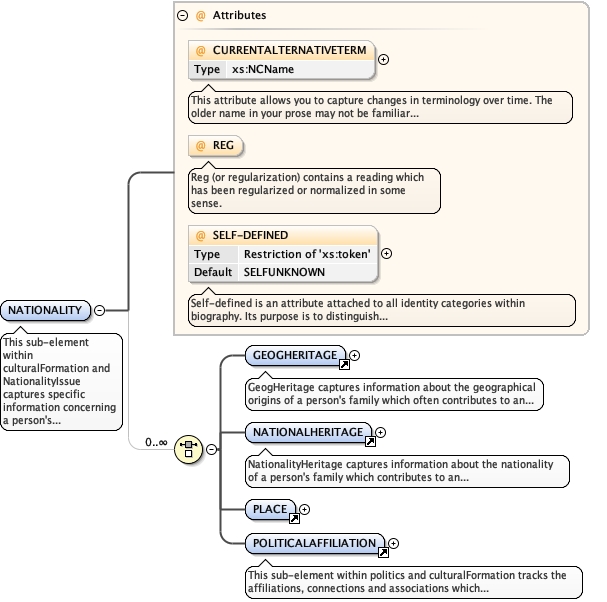 @ Attributes
@ CURRENTALTERNATIVETERM
Type xs:NCName
This attribute allows you to capture changes in terminology over time. The
older name in your prose may not be familiar...
@ REG
Reg (or regularization) contains a reading which
has been regularized or normalized in some
sense.
@ SELF-DEFINED
Type Restriction of 'xs:token'
Default SELFUNKNOWN
Self-defined is an attribute attached to all identity categories within
biography. Its purpose is to distinguish...
NATIONALITY
This sub-element
within
culturalFormation and
NationalityIssue
captures specific
information concerning
a person's...
0..∞
GEOGHERITAGE
GeogHeritage captures information about the geographical
origins of a person's family which often contributes to an...
NATIONALHERITAGE
NationalityHeritage captures information about the nationality
of a person's family which contributes to an...
PLACE
POLITICALAFFILIATION
This sub-element within politics and culturalFormation tracks the
affiliations, connections and associations which...